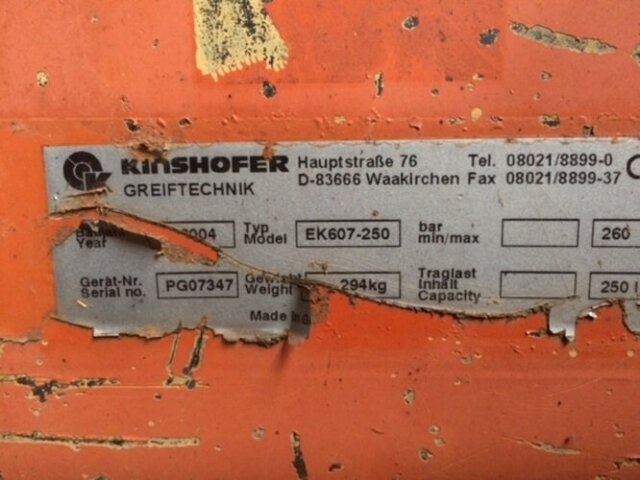 KINSHOFER Hauptstraße 76 Tel. 08021/8899-0
GREIFTECHNIK D-83666 Waakirchen Fax 08021/8899-37
Year 004 Typ Model EK607-250 bar min/max 260
Gerät-Nr. Serial no. PG07347 Gewicht Weight 294kg Traglast Inhalt Capacity 250 l
Made in